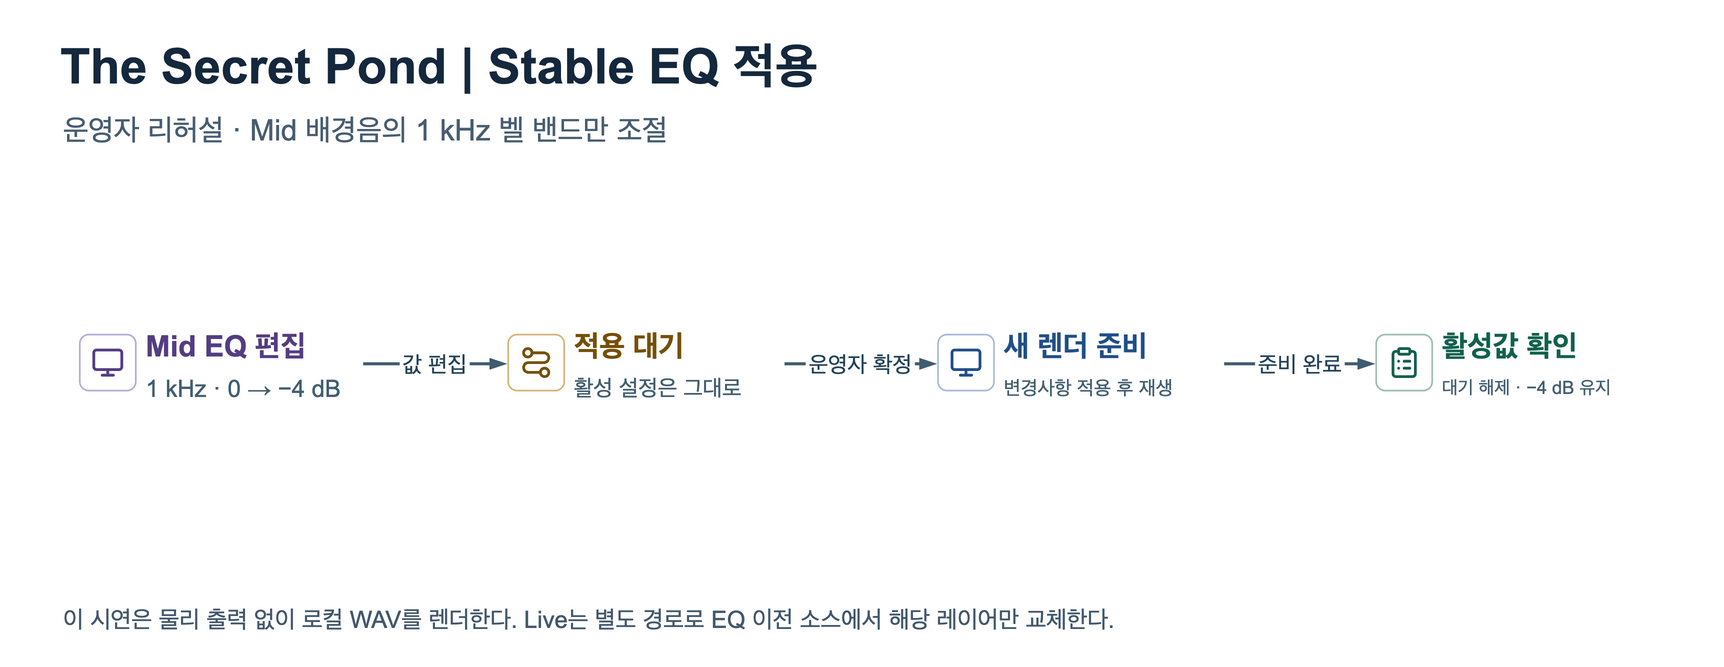 The Secret Pond | Stable EQ 적용
운영자 리허설 · Mid 배경음의 1 kHz 벨 밴드만 조절
Mid EQ 편집
1 kHz · 0 → −4 dB
값 편집
적용 대기
활성 설정은 그대로
운영자 확정
새 렌더 준비
변경사항 적용 후 재생
준비 완료
활성값 확인
대기 해제 · −4 dB 유지
이 시연은 물리 출력 없이 로컬 WAV를 렌더한다. Live는 별도 경로로 EQ 이전 소스에서 해당 레이어만 교체한다.